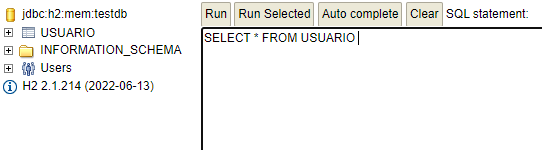 jdbc:h2:mem:testdb
USUARIO
INFORMATION_SCHEMA
Users
H2 2.1.214 (2022-06-13)
Run Run Selected Auto complete Clear SQL statement:
SELECT * FROM USUARIO